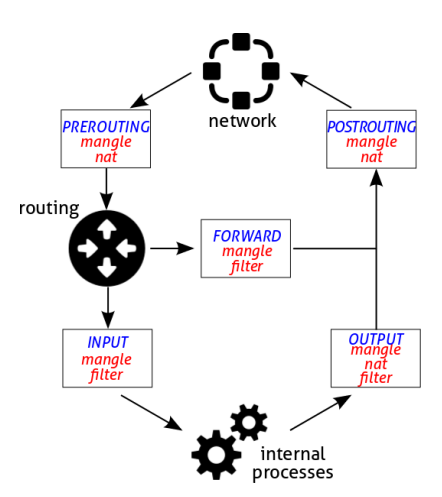 network
PREROUTING
mangle
nat
POSTROUTING
mangle
nat
routing
FORWARD
mangle
filter
INPUT
mangle
filter
OUTPUT
mangle
nat
filter
internal
processes